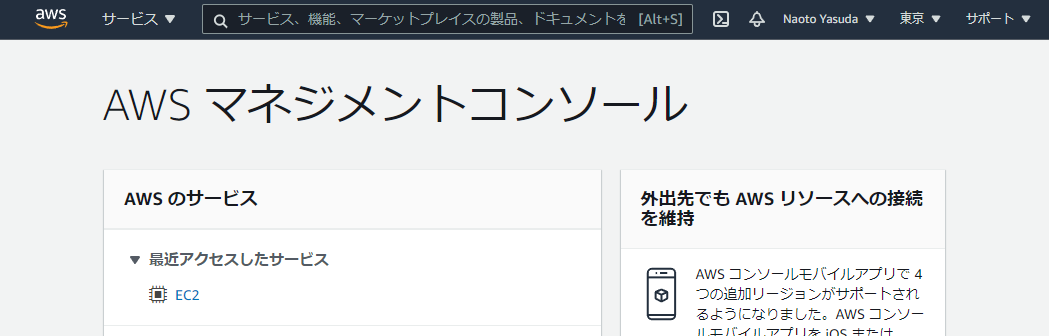 aws サービス サービス、機能、マーケットプレイスの製品、ドキュメントを [Alt+S] Naoto Yasuda 東京 サポート
AWS マネジメントコンソール
AWS のサービス
最近アクセスしたサービス
EC2
外出先でも AWS リソースへの接続
を維持
AWS コンソールモバイルアプリで 4
つの追加リージョンがサポートされ
るようになりました。AWS コンソー
ルモバイルアプリを iOS または